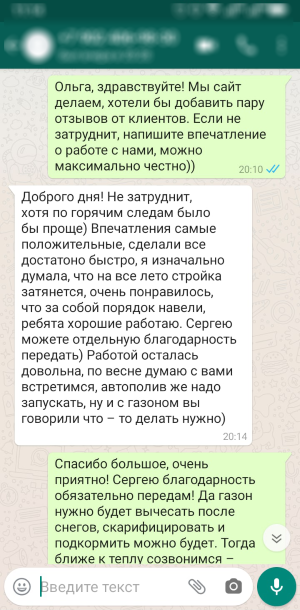 Ольга, здравствуйте! Мы сайт
делаем, хотели бы добавить пару
отзывов от клиентов. Если не
затруднит, напишите впечатление
о работе с нами, можно
максимально честно))
20:10
Доброго дня! Не затруднит,
хотя по горячим следам было
бы проще) Впечатления самые
положительные, сделали все
достатоно быстро, я изначально
думала, что на все лето стройка
затянется, очень понравилось,
что за собой порядок навели,
ребята хорошие работаю. Сергею
можете отдельную благодарность
передать) Работой осталась
довольна, по весне думаю с вами
встретимся, автополив же надо
запускать, ну и с газоном вы
говорили что – то делать нужно)
20:14
Спасибо большое, очень
приятно! Сергею благодарность
обязательно передам! Да газон
нужно будет вычесать после
снегов, скарифицировать и
подкормить можно будет. Тогда
ближе к теплу созвонимся –
Введите текст